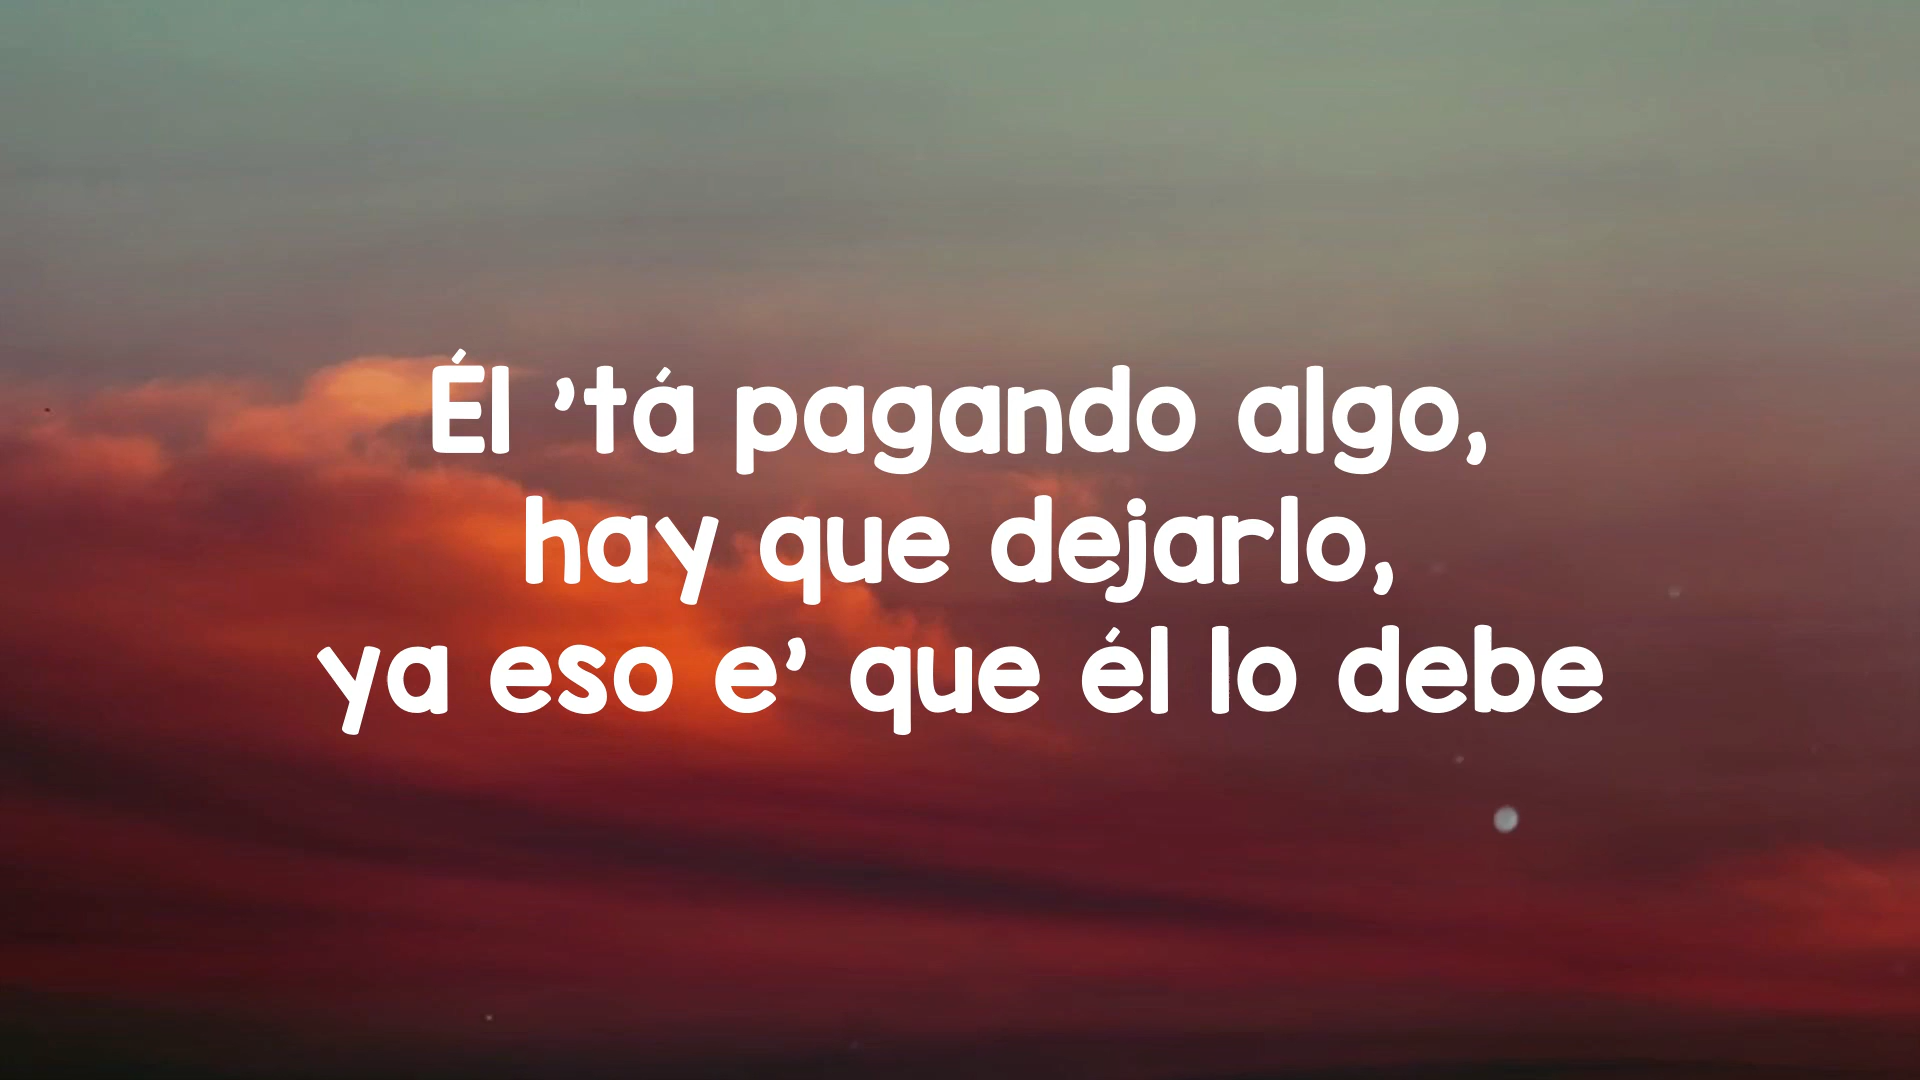 Él ’tá pagando algo,
hay que dejarlo,
ya eso e’ que él lo debe